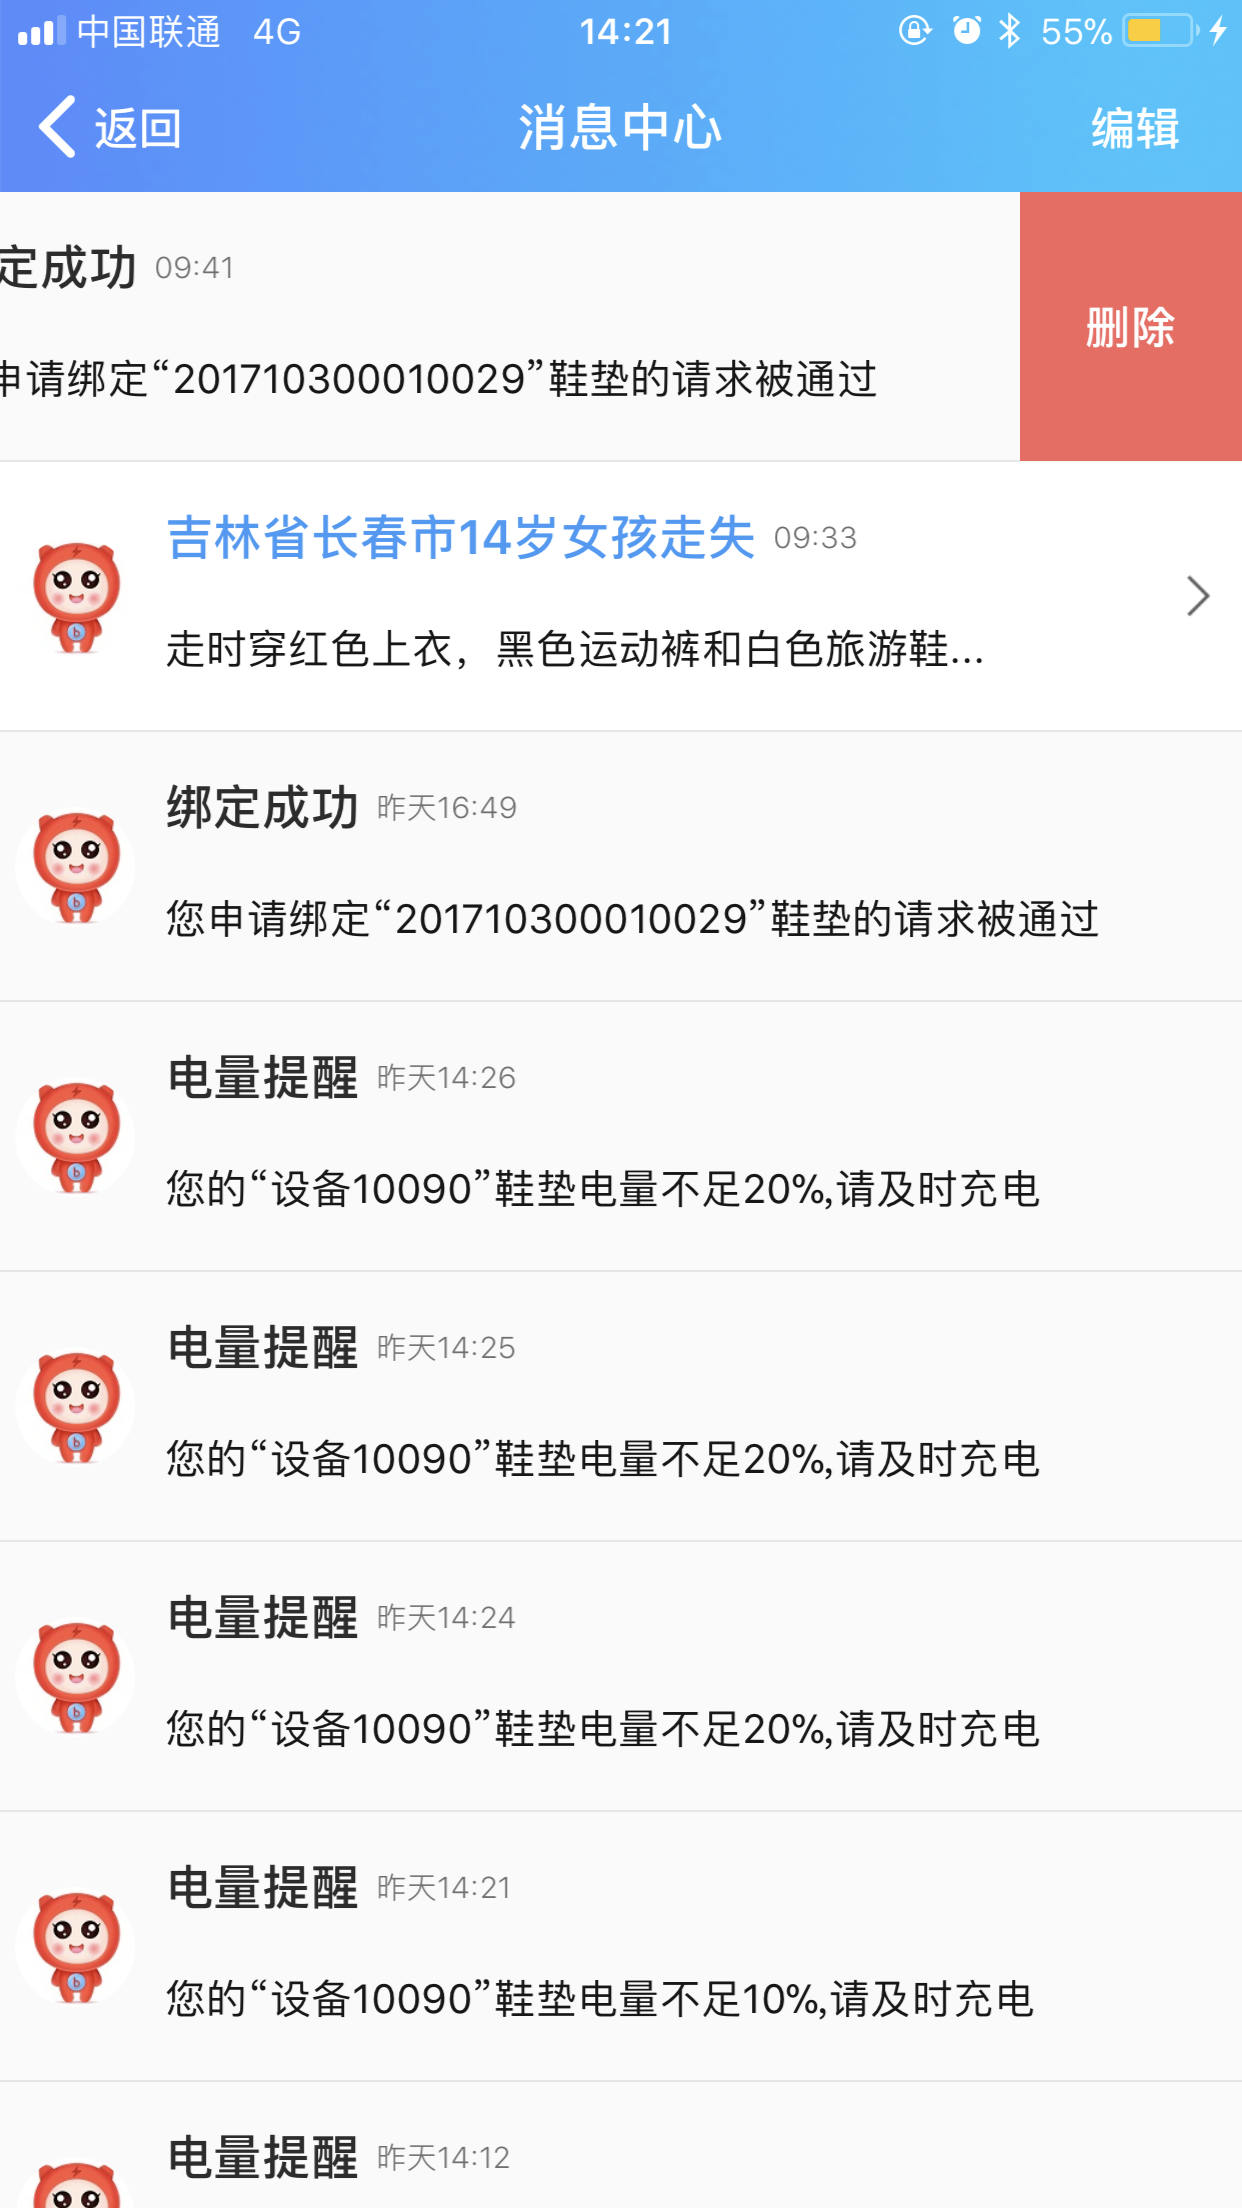 中国联通 4G 14:21 55%
返回 消息中心 编辑
定成功 09:41
申请绑定“201710300010029”鞋垫的请求被通过
删除
吉林省长春市14岁女孩走失 09:33
走时穿红色上衣，黑色运动裤和白色旅游鞋...
绑定成功 昨天16:49
您申请绑定“201710300010029”鞋垫的请求被通过
电量提醒 昨天14:26
您的“设备10090”鞋垫电量不足20%,请及时充电
电量提醒 昨天14:25
您的“设备10090”鞋垫电量不足20%,请及时充电
电量提醒 昨天14:24
您的“设备10090”鞋垫电量不足20%,请及时充电
电量提醒 昨天14:21
您的“设备10090”鞋垫电量不足10%,请及时充电
电量提醒 昨天14:12